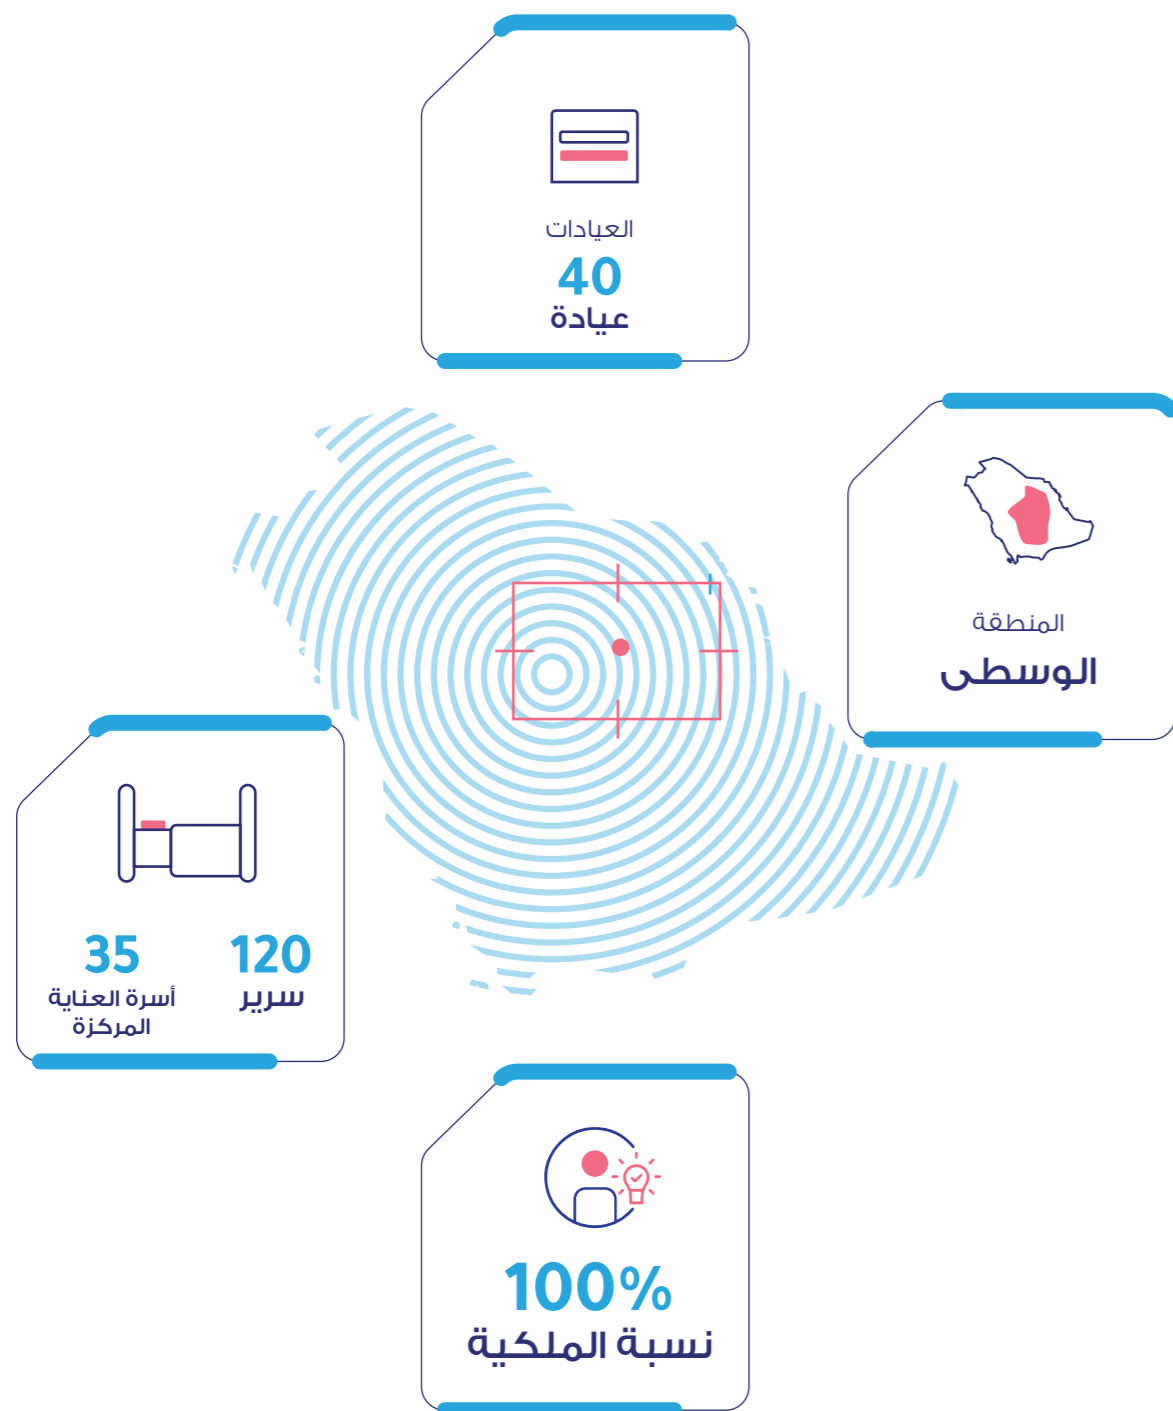 العيادات
40
عيادة
المنطقة
الوسطى
120
سرير
35
أسرة العناية
المركزة
100%
نسبة الملكية